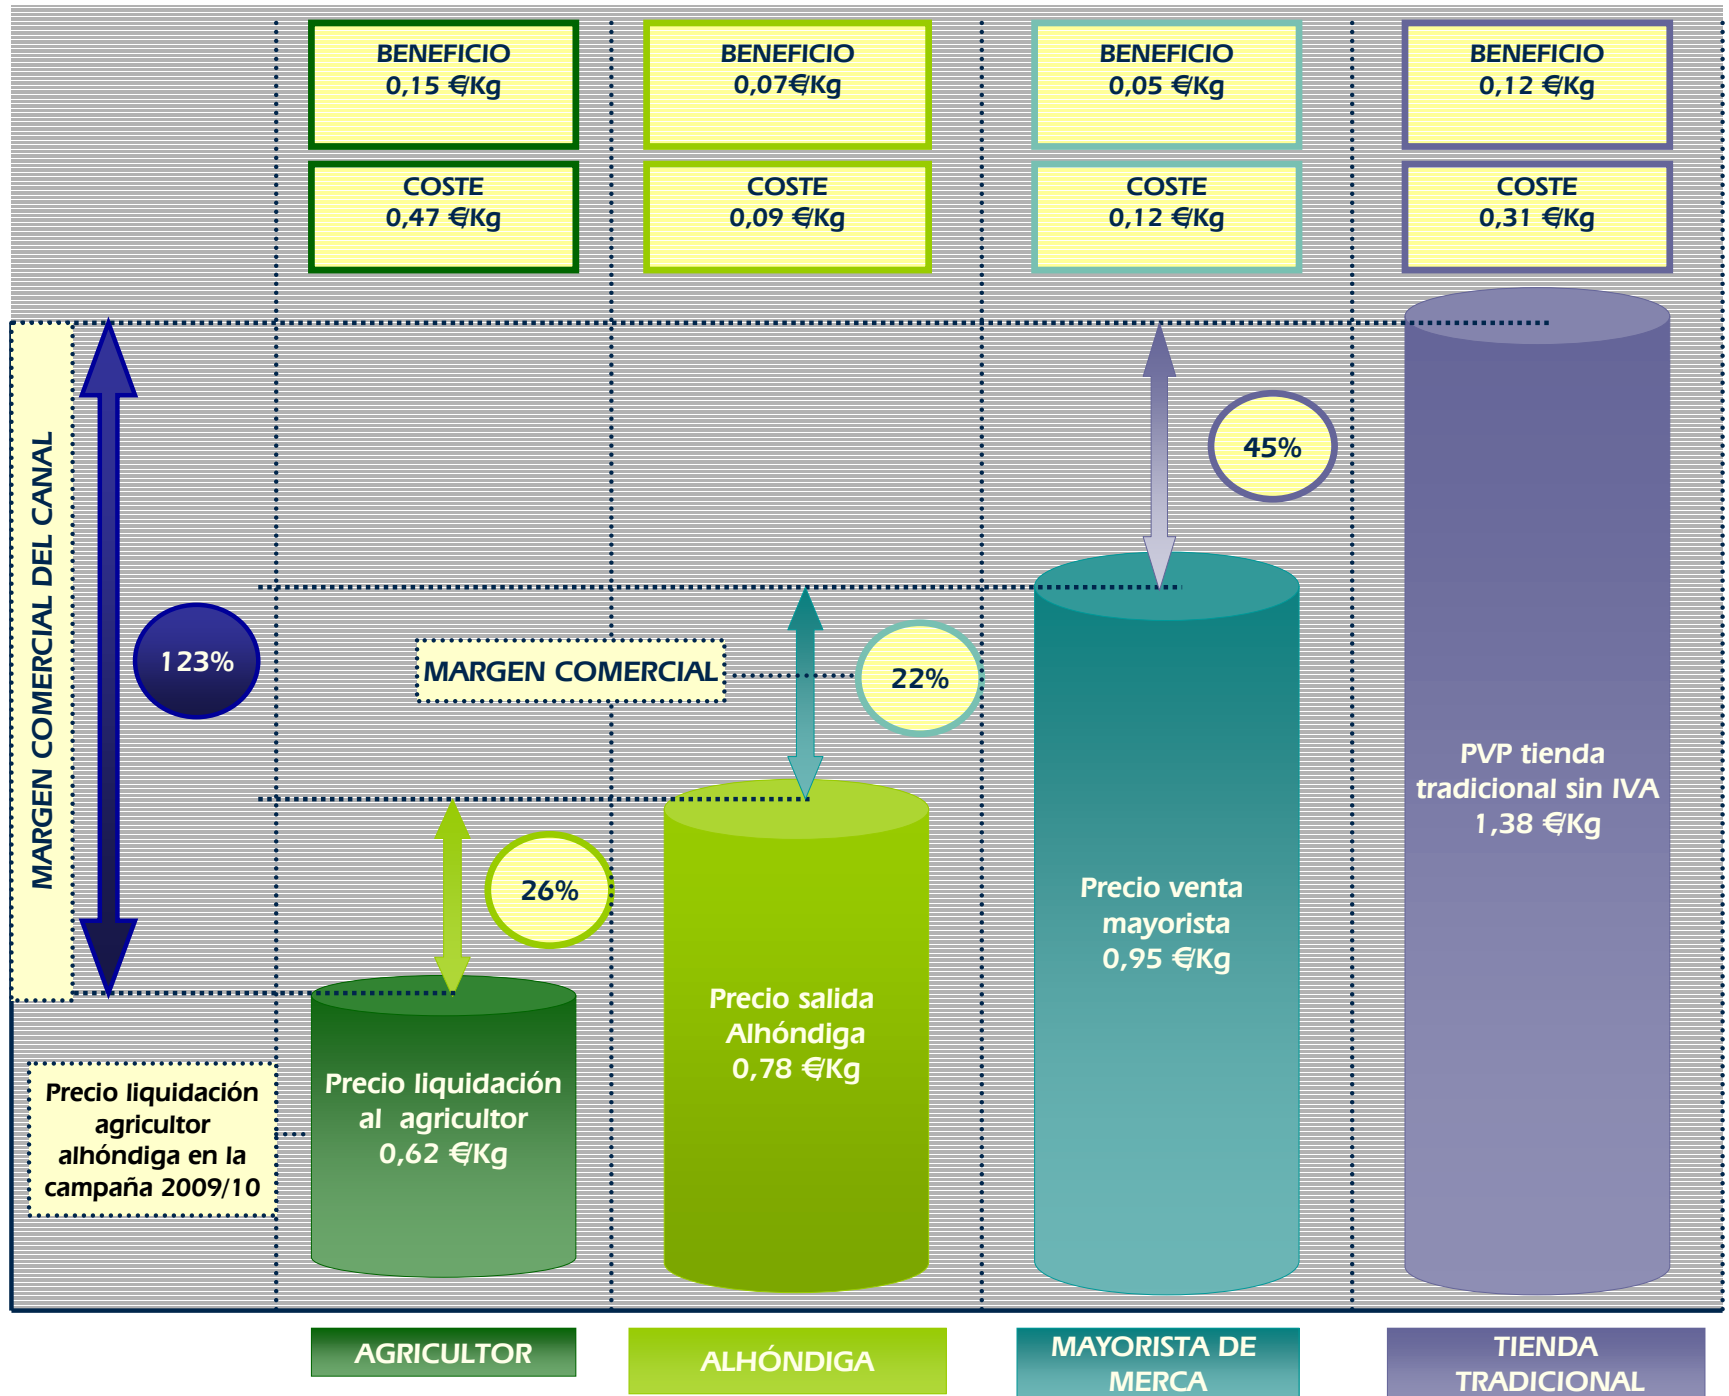 BENEFICIO
0,15 €/Kg
BENEFICIO
0,07€/Kg
BENEFICIO
0,05 €/Kg
BENEFICIO
0,12 €/Kg
COSTE
0,47 €/Kg
COSTE
0,09 €/Kg
COSTE
0,12 €/Kg
COSTE
0,31 €/Kg
MARGEN COMERCIAL DEL CANAL
123%
45%
MARGEN COMERCIAL
22%
26%
PVP tienda
tradicional sin IVA
1,38 €/Kg
Precio venta
mayorista
0,95 €/Kg
Precio salida
Alhóndiga
0,78 €/Kg
Precio liquidación
al agricultor
0,62 €/Kg
Precio liquidación
agricultor
alhóndiga en la
campaña 2009/10
AGRICULTOR
ALHÓNDIGA
MAYORISTA DE
MERCA
TIENDA
TRADICIONAL